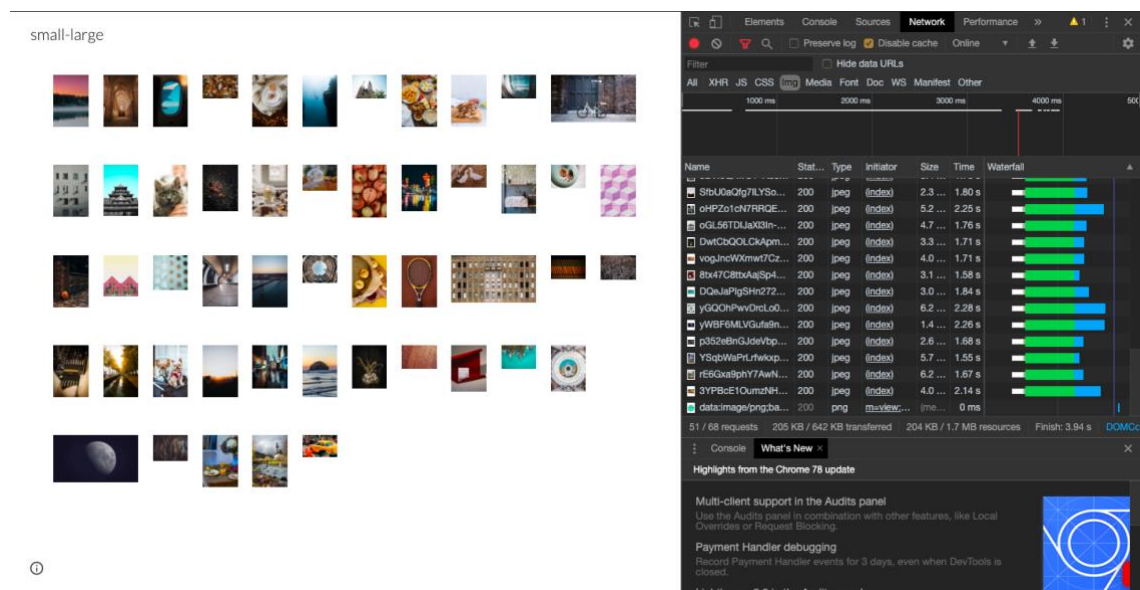 small-large
Elements Console Sources Network Performance » 1
Preserve log Disable cache Online
Filter Hide data URLs
All XHR JS CSS Img Media Font Doc WS Manifest Other
1000 ms 2000 ms 3000 ms 4000 ms 500
Name Stat... Type Initiator Size Time Waterfall
SfbU0aQfg7ILYSo... 200 jpeg (index) 2.3 ... 1.80 s
oHPZo1cN7RRQE... 200 jpeg (index) 5.2 ... 2.25 s
oGL56TDIJaXl3In-... 200 jpeg (index) 4.7 ... 1.76 s
DwtCbQOLCkApm... 200 jpeg (index) 3.3 ... 1.71 s
vogJncWXmwt7Cz... 200 jpeg (index) 4.0 ... 1.71 s
8tx47C8ttxAajSp4... 200 jpeg (index) 3.1 ... 1.58 s
DQeJaPlgSHn272... 200 jpeg (index) 3.0 ... 1.84 s
yGQOhPwvDrcLo0... 200 jpeg (index) 6.2 ... 2.28 s
yWBF6MLVGufa9n... 200 jpeg (index) 1.4 ... 2.26 s
p352eBnGJdeVbp... 200 jpeg (index) 2.6 ... 1.68 s
YSqbWaPrLrfwkxp... 200 jpeg (index) 5.7 ... 1.55 s
rE6Gxa9phY7AwN... 200 jpeg (index) 6.2 ... 1.67 s
3YPBcE1OumzNH... 200 jpeg (index) 4.0 ... 2.14 s
data:image/png;ba... 200 png m=view;... (me... 0 ms
51 / 68 requests 205 KB / 642 KB transferred 204 KB / 1.7 MB resources Finish: 3.94 s DOMCo
Console What's New ×
Highlights from the Chrome 78 update
Multi-client support in the Audits panel
Use the Audits panel in combination with other features, like Local
Overrides or Request Blocking.
Payment Handler debugging
Record Payment Handler events for 3 days, even when DevTools is
closed.